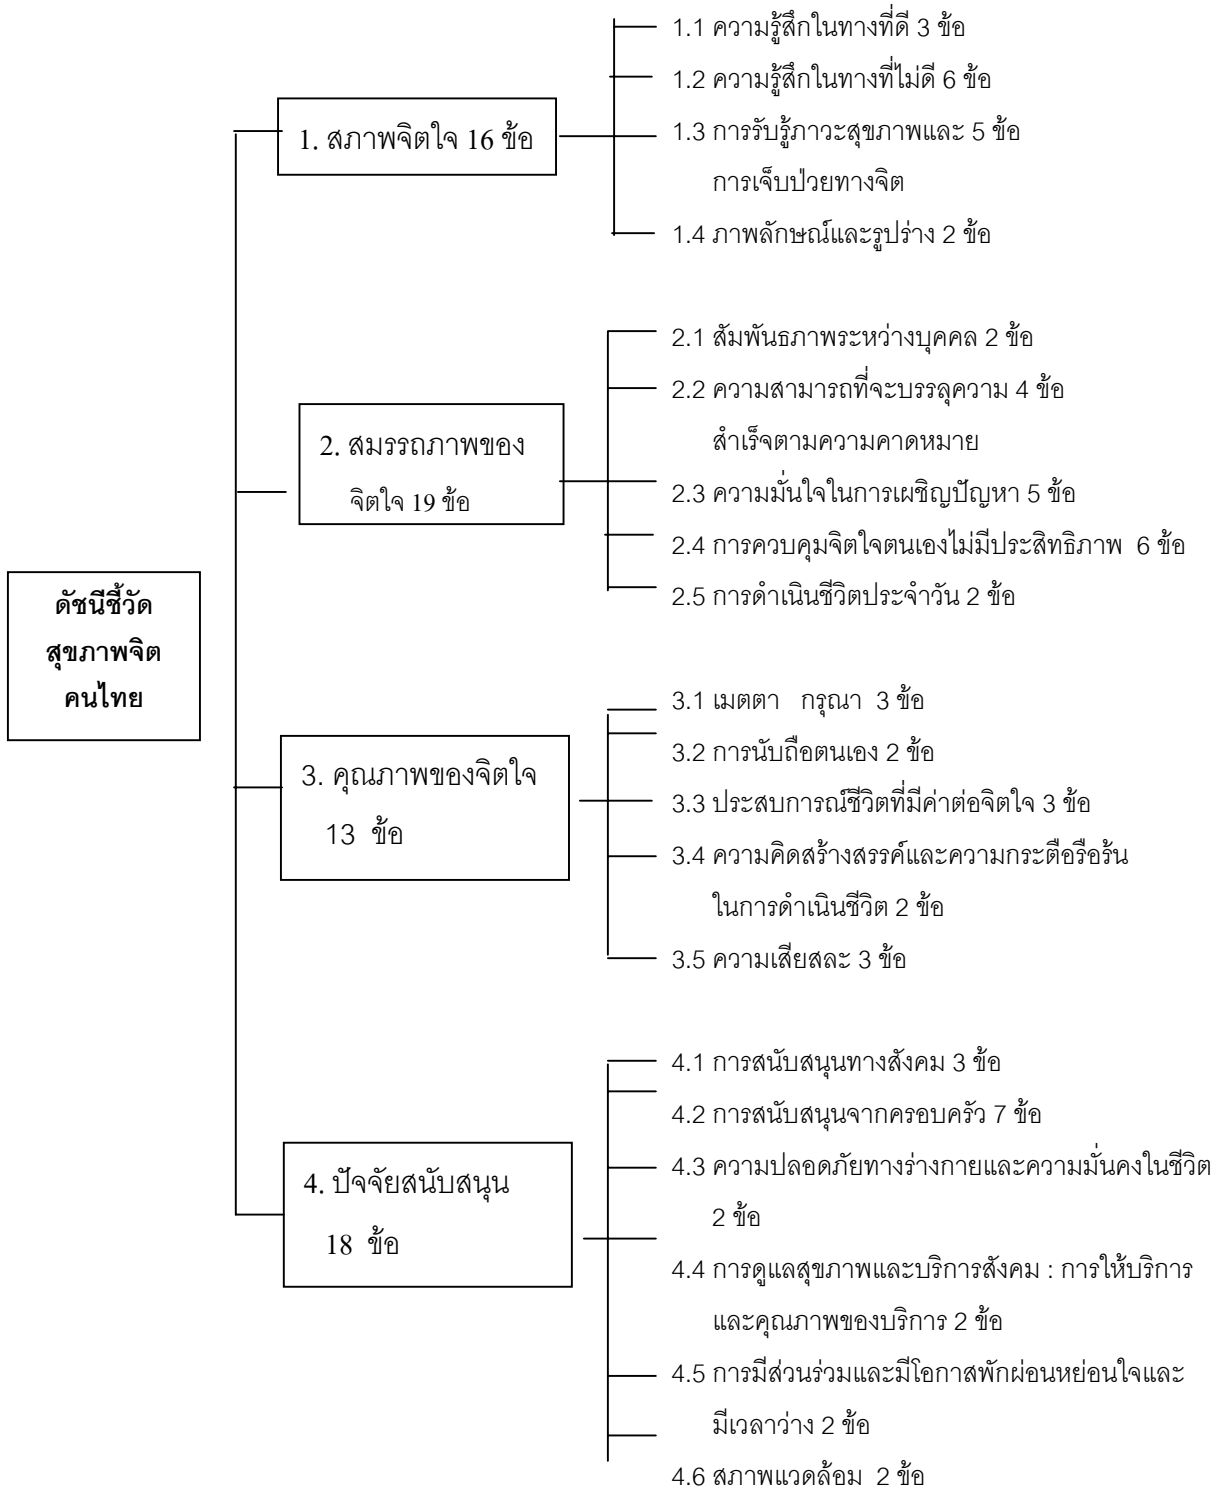 ดัชนีชี้วัด
สุขภาพจิต
คนไทย
1. สภาพจิตใจ 16 ข้อ
1.1 ความรู้สึกในทางที่ดี 3 ข้อ
1.2 ความรู้สึกในทางที่ไม่ดี 6 ข้อ
1.3 การรับรู้ภาวะสุขภาพและ 5 ข้อ
การเจ็บป่วยทางจิต
1.4 ภาพลักษณ์และรูปร่าง 2 ข้อ
2. สมรรถภาพของ
จิตใจ 19 ข้อ
2.1 สัมพันธภาพระหว่างบุคคล 2 ข้อ
2.2 ความสามารถที่จะบรรลุความ 4 ข้อ
สำเร็จตามความคาดหมาย
2.3 ความมั่นใจในการเผชิญปัญหา 5 ข้อ
2.4 การควบคุมจิตใจตนเองไม่มีประสิทธิภาพ 6 ข้อ
2.5 การดำเนินชีวิตประจำวัน 2 ข้อ
3. คุณภาพของจิตใจ
13 ข้อ
3.1 เมตตา กรุณา 3 ข้อ
3.2 การนับถือตนเอง 2 ข้อ
3.3 ประสบการณ์ชีวิตที่มีค่าต่อจิตใจ 3 ข้อ
3.4 ความคิดสร้างสรรค์และความกระตือรือร้น
ในการดำเนินชีวิต 2 ข้อ
3.5 ความเสียสละ 3 ข้อ
4. ปัจจัยสนับสนุน
18 ข้อ
4.1 การสนับสนุนทางสังคม 3 ข้อ
4.2 การสนับสนุนจากครอบครัว 7 ข้อ
4.3 ความปลอดภัยทางร่างกายและความมั่นคงในชีวิต
2 ข้อ
4.4 การดูแลสุขภาพและบริการสังคม : การให้บริการ
และคุณภาพของบริการ 2 ข้อ
4.5 การมีส่วนร่วมและมีโอกาสพักผ่อนหย่อนใจและ
มีเวลาว่าง 2 ข้อ
4.6 สภาพแวดล้อม 2 ข้อ